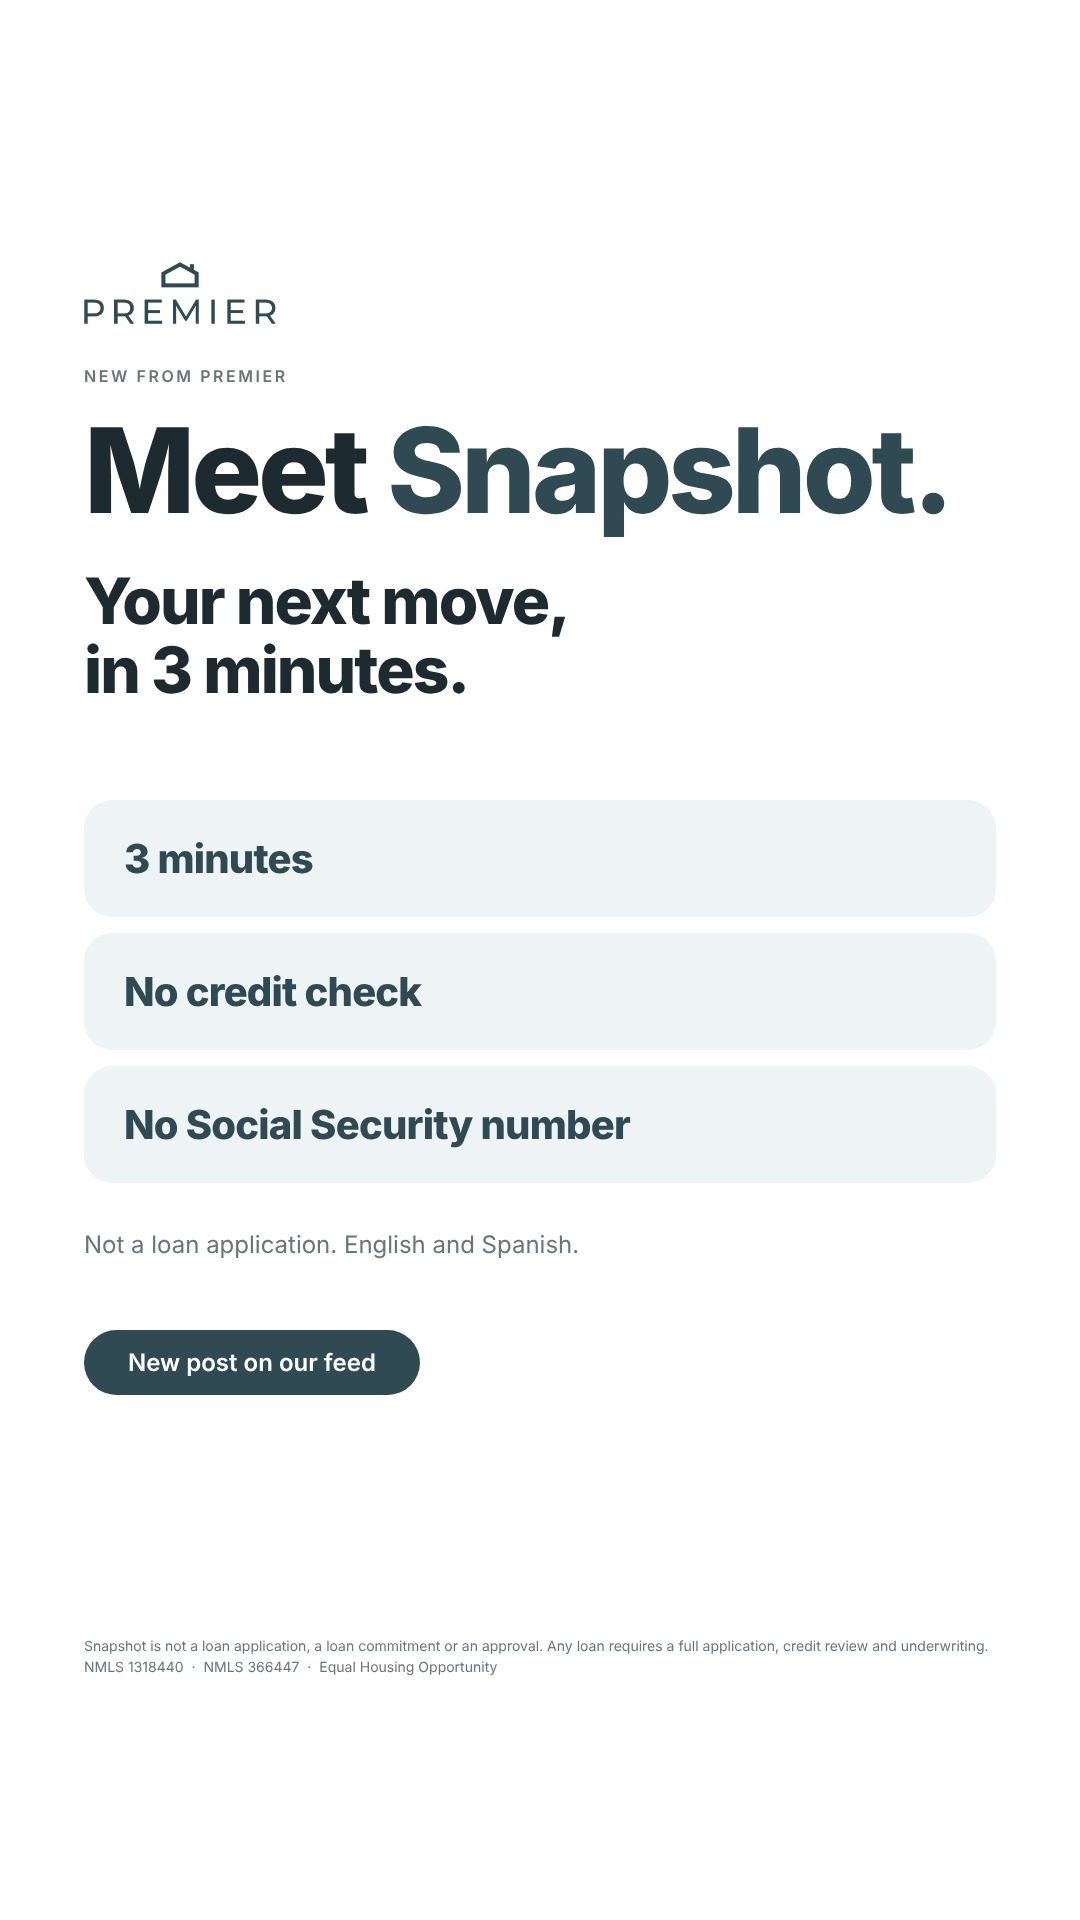 PREMIER
NEW FROM PREMIER
Meet Snapshot.
Your next move,
in 3 minutes.
3 minutes
No credit check
No Social Security number
Not a loan application. English and Spanish.
New post on our feed
Snapshot is not a loan application, a loan commitment or an approval. Any loan requires a full application, credit review and underwriting.
NMLS 1318440 · NMLS 366447 · Equal Housing Opportunity